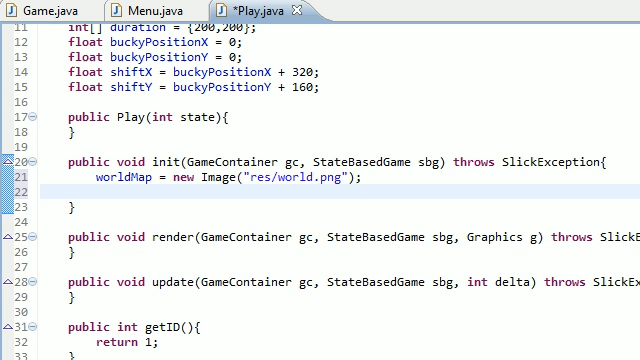 Game.java Menu.java *Play.java
11 int[] duration = {200,200};
12 float buckyPositionX = 0;
13 float buckyPositionY = 0;
14 float shiftX = buckyPositionX + 320;
15 float shiftY = buckyPositionY + 160;
16
17 public Play(int state){
18 }
19
20 public void init(GameContainer gc, StateBasedGame sbg) throws SlickException{
21 worldMap = new Image("res/world.png");
22
23 }
24
25 public void render(GameContainer gc, StateBasedGame sbg, Graphics g) throws SlickE
26 }
27
28 public void update(GameContainer gc, StateBasedGame sbg, int delta) throws SlickEx
29 }
30
31 public int getID(){
32 return 1;
33 }